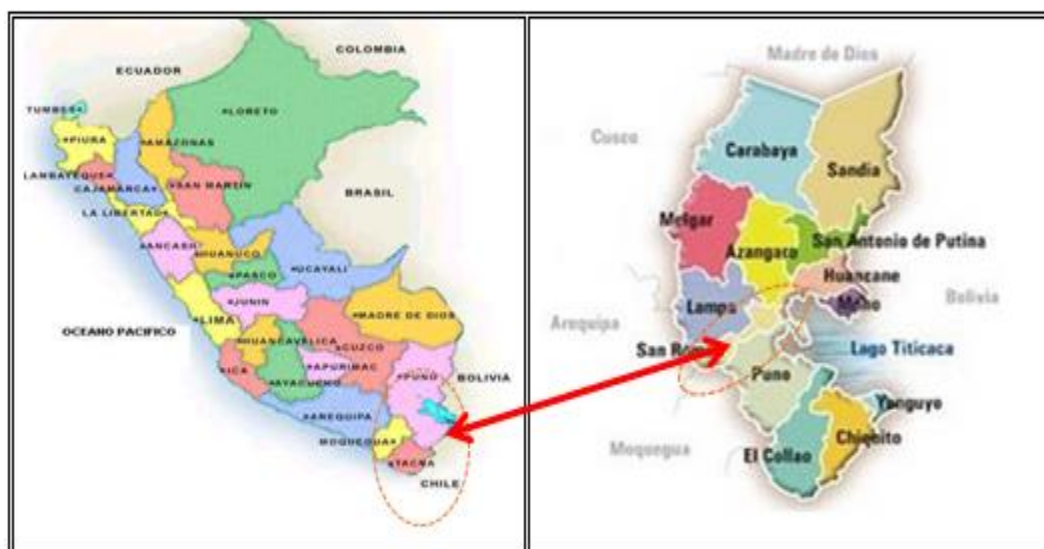 COLOMBIA
ECUADOR
TUMBES
LORETO
PIURA
AMAZONAS
LAMBAYEQUE
CAJAMARCA
SAN MARTIN
BRASIL
LA LIBERTAD
ANCASH
HUANUCO
PASCO
UCAYALI
JUNIN
LIMA
OCEANO PACIFICO
MADRE DE DIOS
HUANCAVELICA
CUZCO
ICA
APURIMAC
AYACUCHO
PUNO
BOLIVIA
AREQUIPA
MOQUEGUA
TACNA
CHILE
Madre de Dios
Cusco
Carabaya
Sandia
Melgar
Azangaro
San Antonio de Putina
Huancane
Moho
Bolivia
Lampa
Arequipa
San Rom
Lago Titicaca
Puno
Yunguyo
Moquegua
El Collao
Chucuito